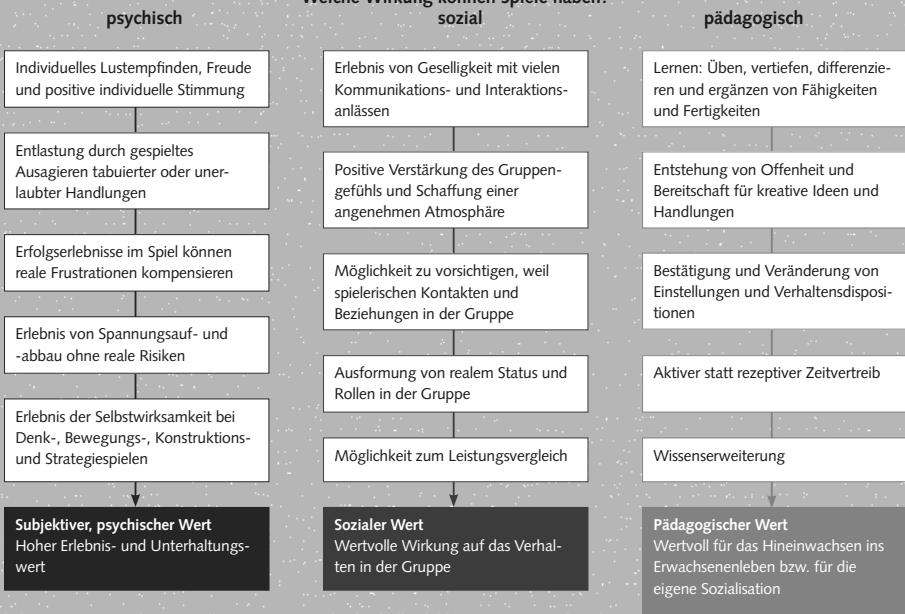 Welche Wirkung können Spiele haben?
psychisch
Individuelles Lustempfinden, Freude
und positive individuelle Stimmung
Entlastung durch gespieltes
Ausagieren tabuierter oder uner-
laubter Handlungen
Erfolgserlebnisse im Spiel können
reale Frustrationen kompensieren
Erlebnis von Spannungsauf- und
-abbau ohne reale Risiken
Erlebnis der Selbstwirksamkeit bei
Denk-, Bewegungs-, Konstruktions-
und Strategiespielen
Subjektiver, psychischer Wert
Hoher Erlebnis- und Unterhaltungs-
wert
sozial
Erlebnis von Geselligkeit mit vielen
Kommunikations- und Interaktions-
anlässen
Positive Verstärkung des Gruppen-
gefühls und Schaffung einer
angenehmen Atmosphäre
Möglichkeit zu vorsichtigen, weil
spielerischen Kontakten und
Beziehungen in der Gruppe
Ausformung von realem Status und
Rollen in der Gruppe
Möglichkeit zum Leistungsvergleich
Sozialer Wert
Wertvolle Wirkung auf das Verhal-
ten in der Gruppe
pädagogisch
Lernen: Üben, vertiefen, differenzie-
ren und ergänzen von Fähigkeiten
und Fertigkeiten
Entstehung von Offenheit und
Bereitschaft für kreative Ideen und
Handlungen
Bestätigung und Veränderung von
Einstellungen und Verhaltensdisposi-
tionen
Aktiver statt rezeptiver Zeitvertreib
Wissenserweiterung
Pädagogischer Wert
Wertvoll für das Hineinwachsen ins
Erwachsenenleben bzw. für die
eigene Sozialisation